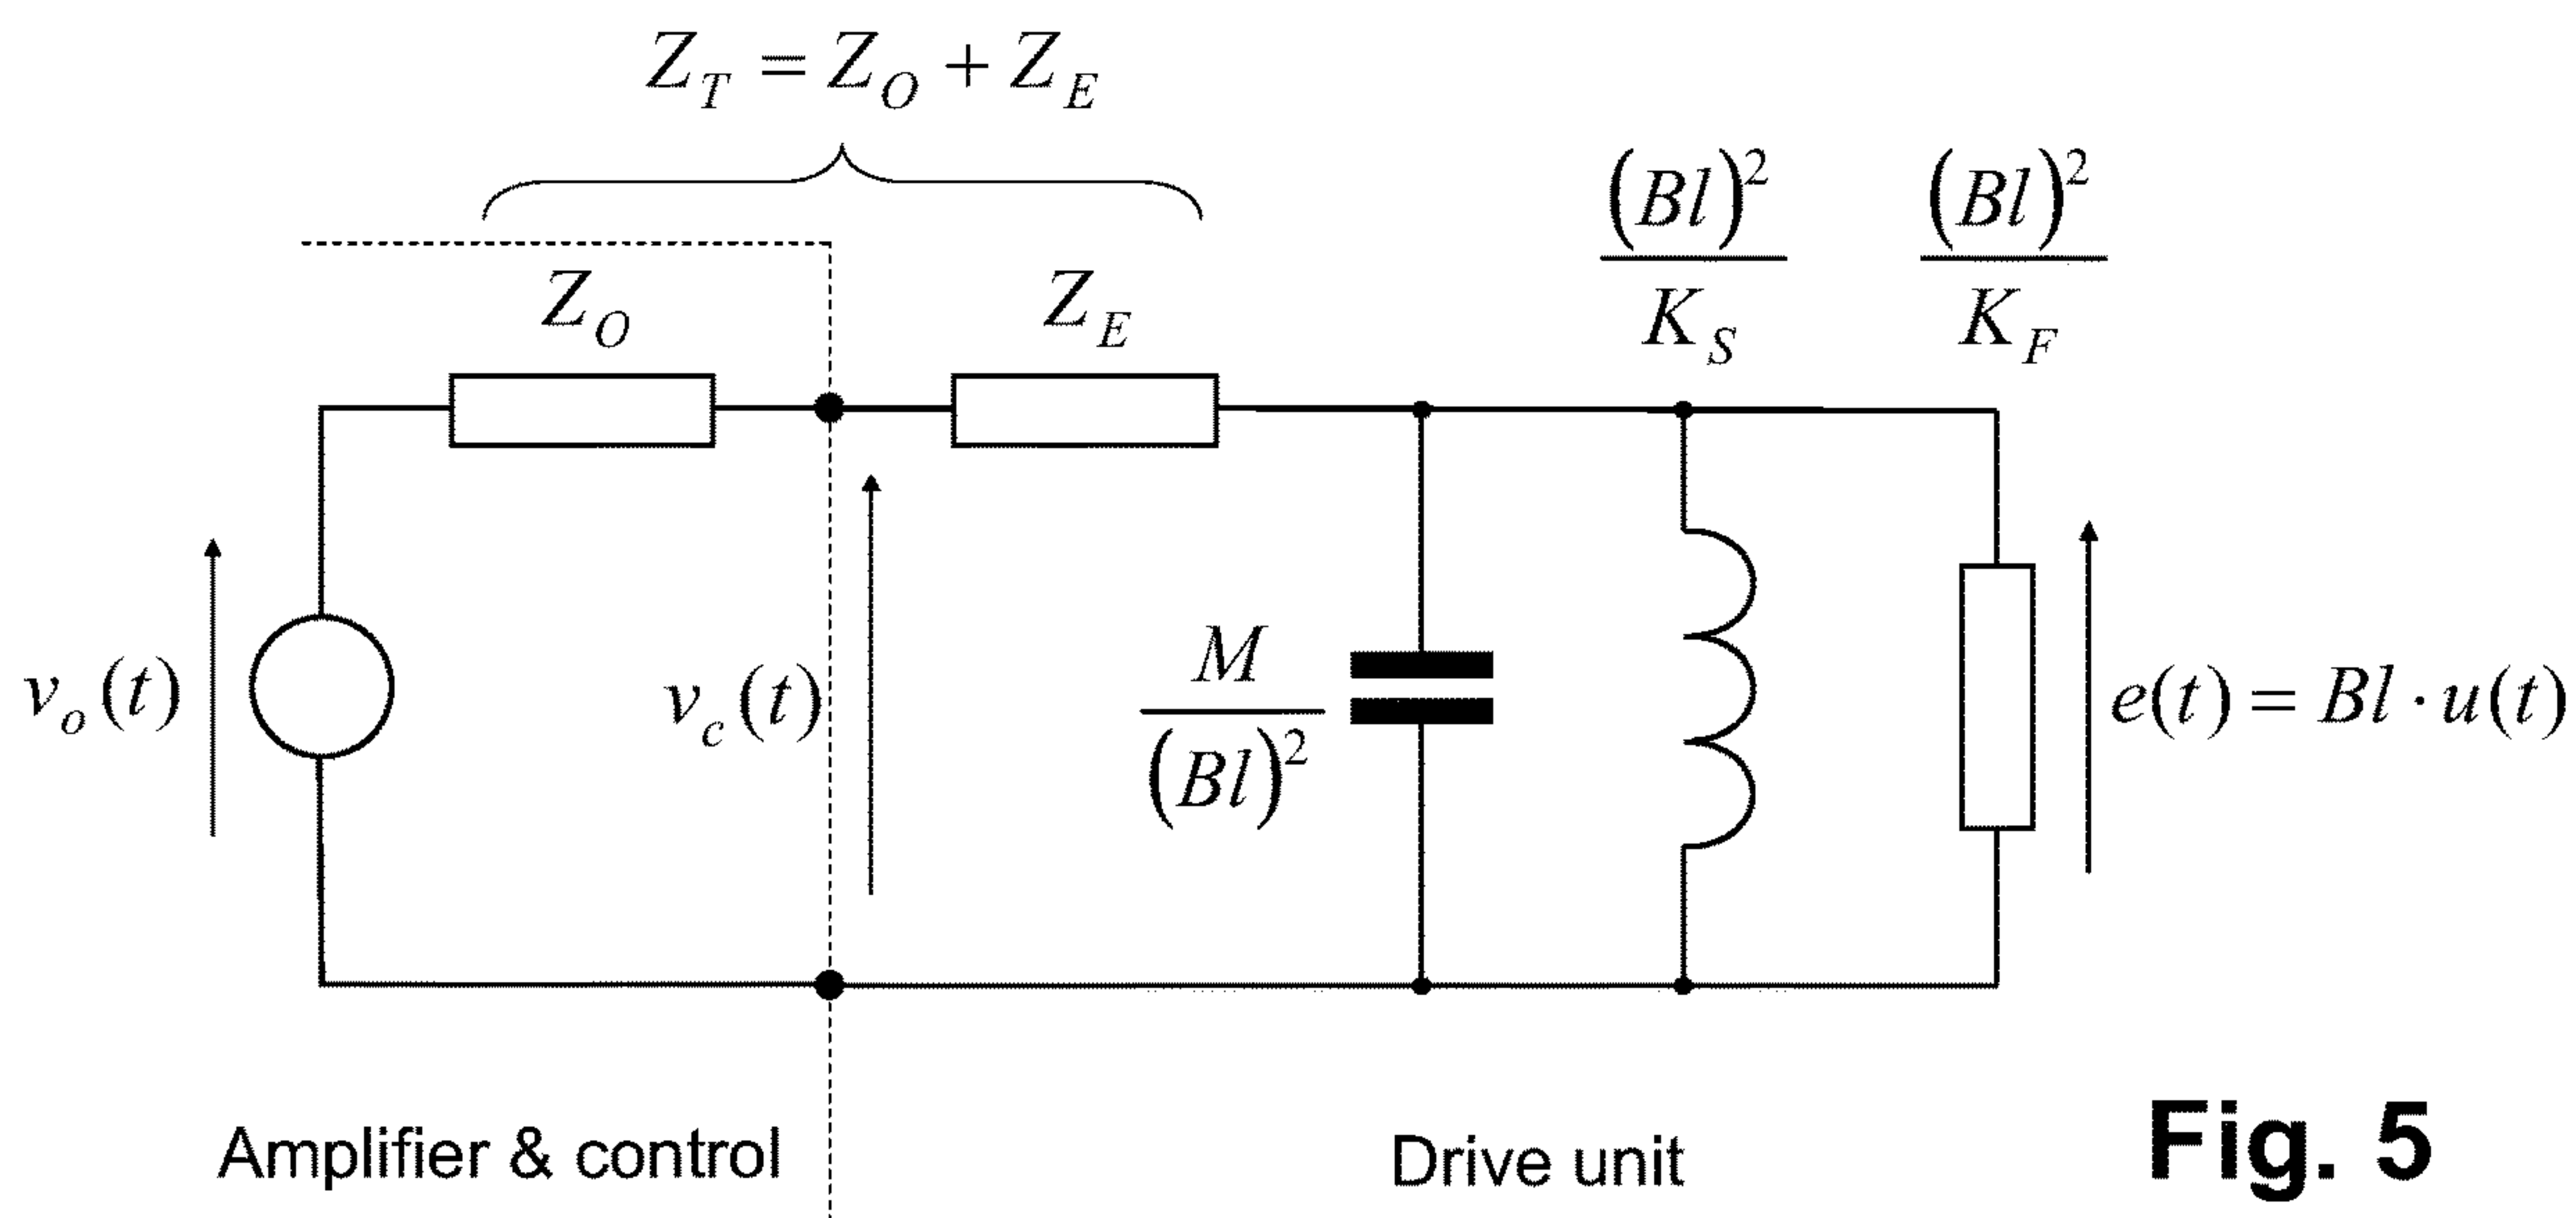 Z_T = Z_O + Z_E
(Bl)^2 / K_S
(Bl)^2 / K_F
Z_O
Z_E
v_o(t)
v_c(t)
M / (Bl)^2
e(t) = Bl · u(t)
Amplifier & control
Drive unit
Fig. 5